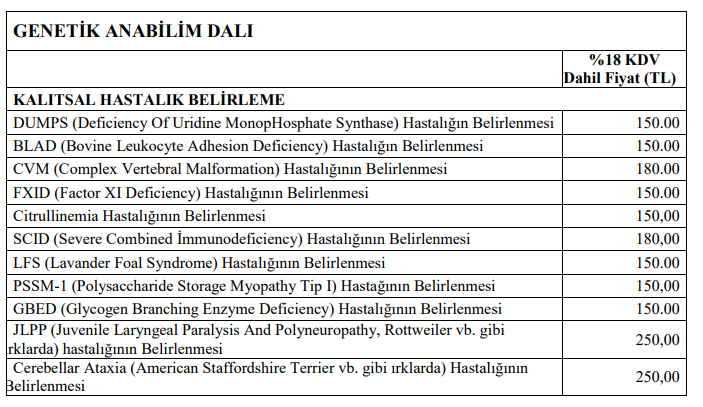 GENETİK ANABİLİM DALI
%18 KDV
Dahil Fiyat (TL)
KALITSAL HASTALIK BELİRLEME
DUMPS (Deficiency Of Uridine MonopHosphate Synthase) Hastalığın Belirlenmesi 150.00
BLAD (Bovine Leukocyte Adhesion Deficiency) Hastalığın Belirlenmesi 150.00
CVM (Complex Vertebral Malformation) Hastalığının Belirlenmesi 180.00
FXID (Factor XI Deficiency) Hastalığının Belirlenmesi 150.00
Citrullinemia Hastalığının Belirlenmesi 150,00
SCID (Severe Combined İmmunodeficiency) Hastalığının Belirlenmesi 180,00
LFS (Lavander Foal Syndrome) Hastalığının Belirlenmesi 150.00
PSSM-1 (Polysaccharide Storage Myopathy Tip I) Hastağının Belirlenmesi 150,00
GBED (Glycogen Branching Enzyme Deficiency) Hastalığının Belirlenmesi 150.00
JLPP (Juvenile Laryngeal Paralysis And Polyneuropathy, Rottweiler vb. gibi
ırklarda) hastalığının Belirlenmesi 250,00
Cerebellar Ataxia (American Staffordshire Terrier vb. gibi ırklarda) Hastalığının
Belirlenmesi 250,00